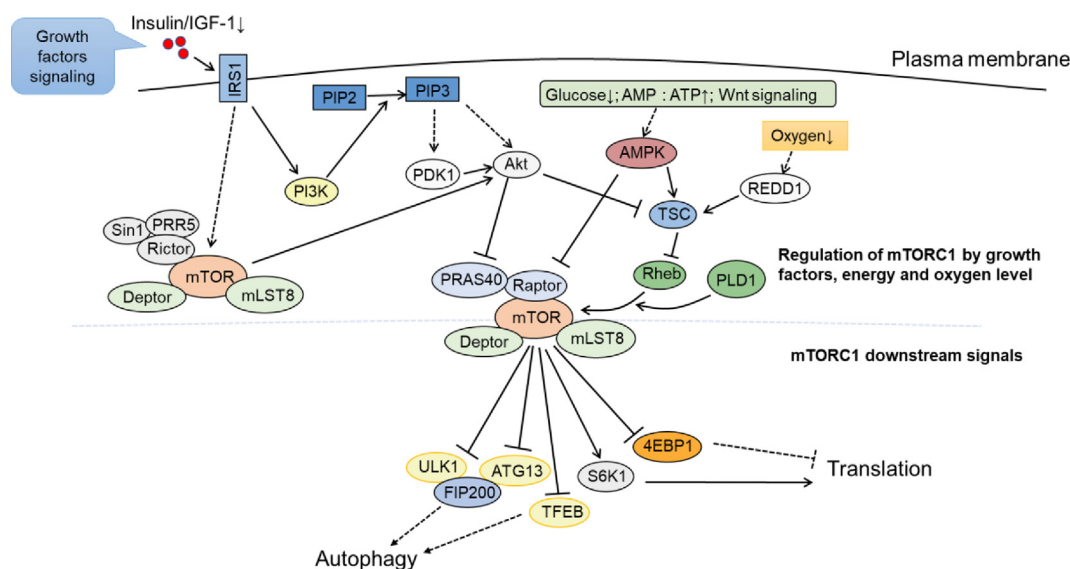 Insulin/IGF-1↓
Growth
factors
signaling
IRS1
Plasma membrane
PIP2
PIP3
Glucose↓; AMP : ATP↑; Wnt signaling
Oxygen↓
AMPK
Akt
PDK1
PI3K
REDD1
TSC
Sin1
PRR5
Rictor
mTOR
Deptor
mLST8
PRAS40
Raptor
Rheb
PLD1
Regulation of mTORC1 by growth
factors, energy and oxygen level
mTOR
Deptor
mLST8
mTORC1 downstream signals
ULK1
ATG13
FIP200
TFEB
S6K1
4EBP1
Translation
Autophagy